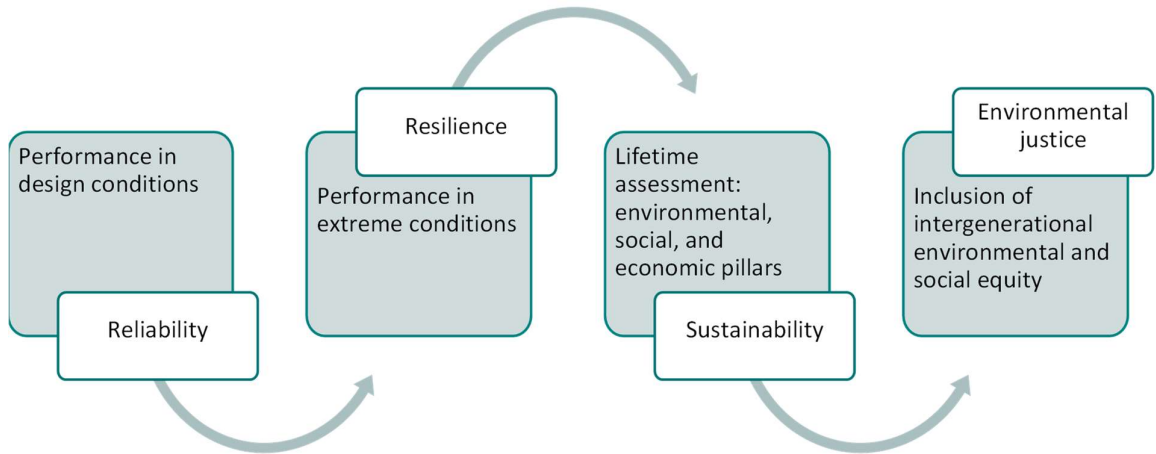 Performance in
design conditions
Reliability
Resilience
Performance in
extreme conditions
Lifetime
assessment:
environmental,
social, and
economic pillars
Sustainability
Environmental
justice
Inclusion of
intergenerational
environmental and
social equity